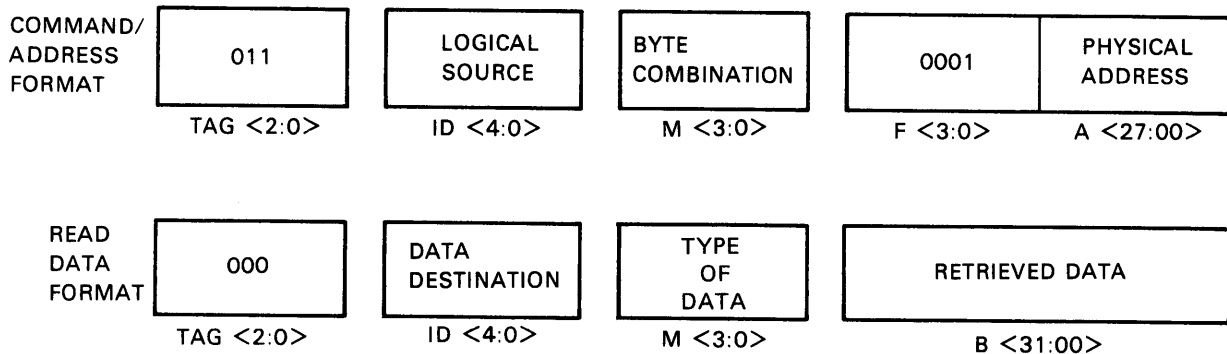 COMMAND/
ADDRESS
FORMAT
011
LOGICAL
SOURCE
BYTE
COMBINATION
0001
PHYSICAL
ADDRESS
TAG <2:0>
ID <4:0>
M <3:0>
F <3:0>
A <27:00>
READ
DATA
FORMAT
000
DATA
DESTINATION
TYPE
OF
DATA
RETRIEVED DATA
TAG <2:0>
ID <4:0>
M <3:0>
B <31:00>